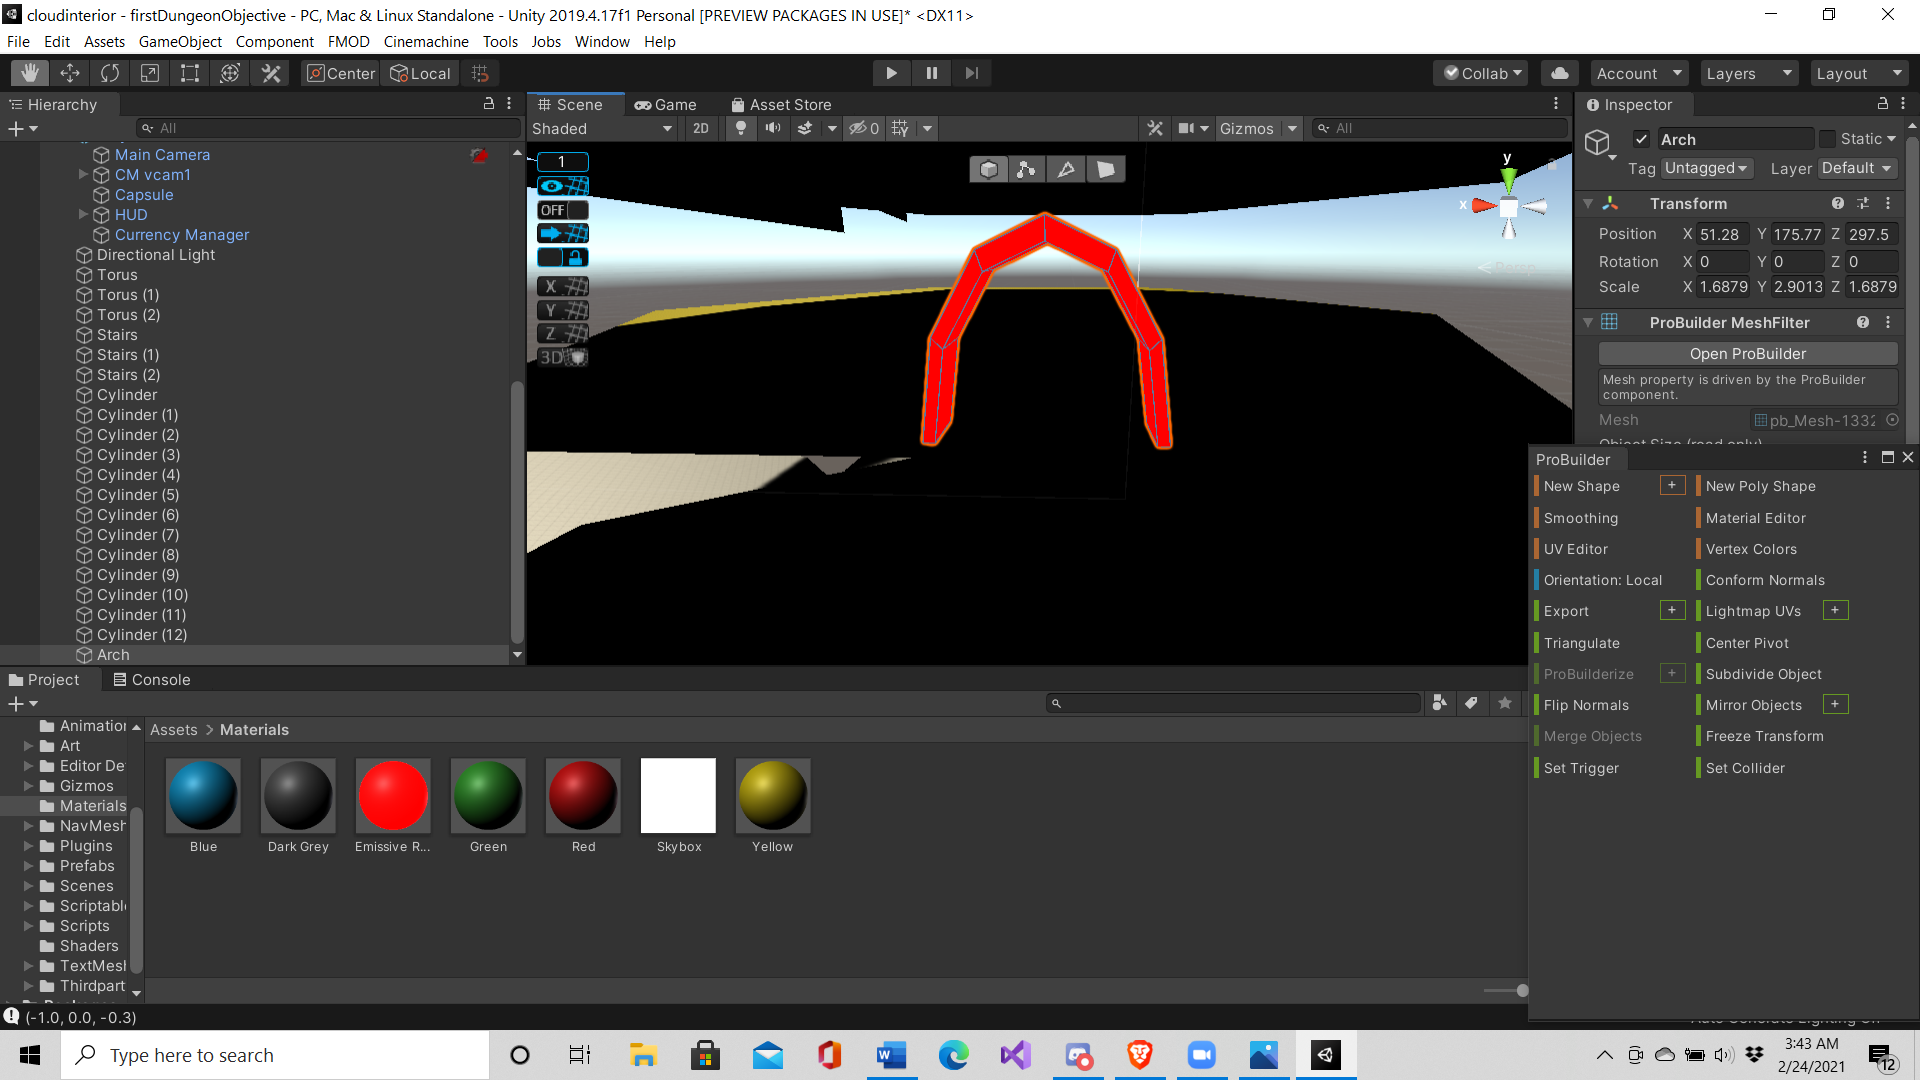 cloudinterior - firstDungeonObjective - PC, Mac & Linux Standalone - Unity 2019.4.17f1 Personal [PREVIEW PACKAGES IN USE]* <DX11>
File Edit Assets GameObject Component FMOD Cinemachine Tools Jobs Window Help
Center Local Collab Account Layers Layout
Hierarchy
All
Main Camera
CM vcam1
Capsule
HUD
Currency Manager
Directional Light
Torus
Torus (1)
Torus (2)
Stairs
Stairs (1)
Stairs (2)
Cylinder
Cylinder (1)
Cylinder (2)
Cylinder (3)
Cylinder (4)
Cylinder (5)
Cylinder (6)
Cylinder (7)
Cylinder (8)
Cylinder (9)
Cylinder (10)
Cylinder (11)
Cylinder (12)
Arch
Scene Game Asset Store
Shaded 2D 0 Gizmos All
1
OFF
X
Y
Z
3D
y
x
Persp
Inspector
Arch Static
Tag Untagged Layer Default
Transform
Position X 51.28 Y 175.77 Z 297.5
Rotation X 0 Y 0 Z 0
Scale X 1.6879 Y 2.9013 Z 1.6879
ProBuilder MeshFilter
Open ProBuilder
Mesh property is driven by the ProBuilder
component.
Mesh pb_Mesh-1332
ProBuilder
New Shape + New Poly Shape
Smoothing Material Editor
UV Editor Vertex Colors
Orientation: Local Conform Normals
Export + Lightmap UVs +
Triangulate Center Pivot
ProBuilderize + Subdivide Object
Flip Normals Mirror Objects +
Merge Objects Freeze Transform
Set Trigger Set Collider
Project Console
Animation
Art
Editor De
Gizmos
Materials
NavMesh
Plugins
Prefabs
Scenes
Scriptabl
Scripts
Shaders
TextMesh
Thirdpart
Assets > Materials
Blue Dark Grey Emissive R... Green Red Skybox Yellow
(-1.0, 0.0, -0.3)
Type here to search
3:43 AM
2/24/2021
12